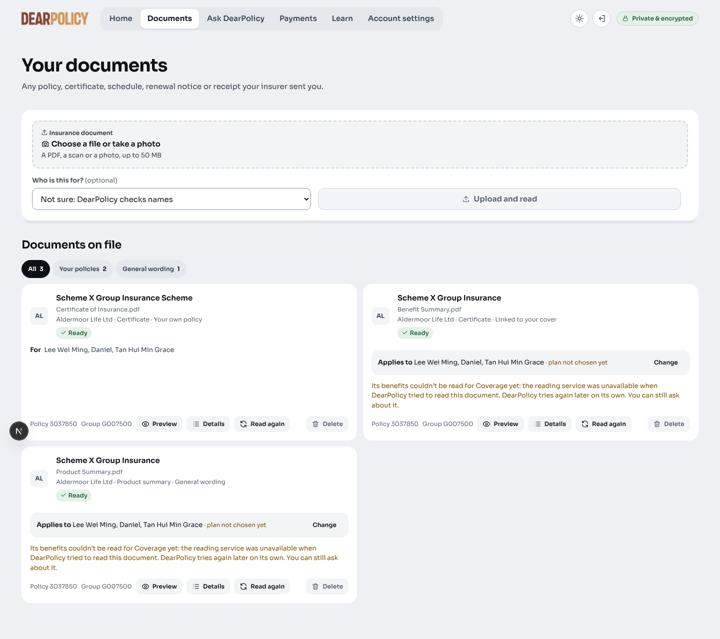 DEARPOLICY
Home
Documents
Ask DearPolicy
Payments
Learn
Account settings
Private & encrypted
Your documents
Any policy, certificate, schedule, renewal notice or receipt your insurer sent you.
Insurance document
Choose a file or take a photo
A PDF, a scan or a photo, up to 50 MB
Who is this for? (optional)
Not sure: DearPolicy checks names
Upload and read
Documents on file
All 3
Your policies 2
General wording 1
AL
Scheme X Group Insurance Scheme
Certificate of Insurance.pdf
Aldermoor Life Ltd · Certificate · Your own policy
Ready
For Lee Wei Ming, Daniel, Tan Hui Min Grace
Policy 3037850 Group G007500
Preview
Details
Read again
Delete
AL
Scheme X Group Insurance
Benefit Summary.pdf
Aldermoor Life Ltd · Certificate · Linked to your cover
Ready
Applies to Lee Wei Ming, Daniel, Tan Hui Min Grace · plan not chosen yet
Change
Its benefits couldn't be read for Coverage yet: the reading service was unavailable when
DearPolicy tried to read this document. DearPolicy tries again later on its own. You can still ask
about it.
Policy 3037850 Group G007500
Preview
Details
Read again
Delete
N
AL
Scheme X Group Insurance
Product Summary.pdf
Aldermoor Life Ltd · Product summary · General wording
Ready
Applies to Lee Wei Ming, Daniel, Tan Hui Min Grace · plan not chosen yet
Change
Its benefits couldn't be read for Coverage yet: the reading service was unavailable when
DearPolicy tried to read this document. DearPolicy tries again later on its own. You can still ask
about it.
Policy 3037850 Group G007500
Preview
Details
Read again
Delete